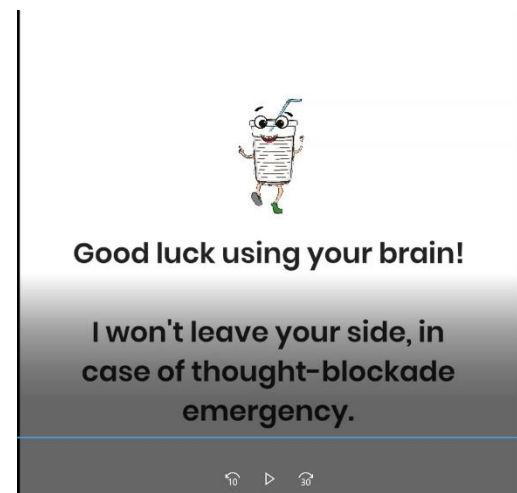 Good luck using your brain!
I won't leave your side, in
case of thought-blockade
emergency.
10
30